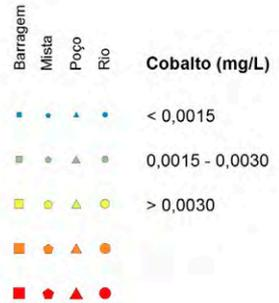 Barragem
Mista
Poço
Rio
Cobalto (mg/L)
< 0,0015
0,0015 - 0,0030
> 0,0030